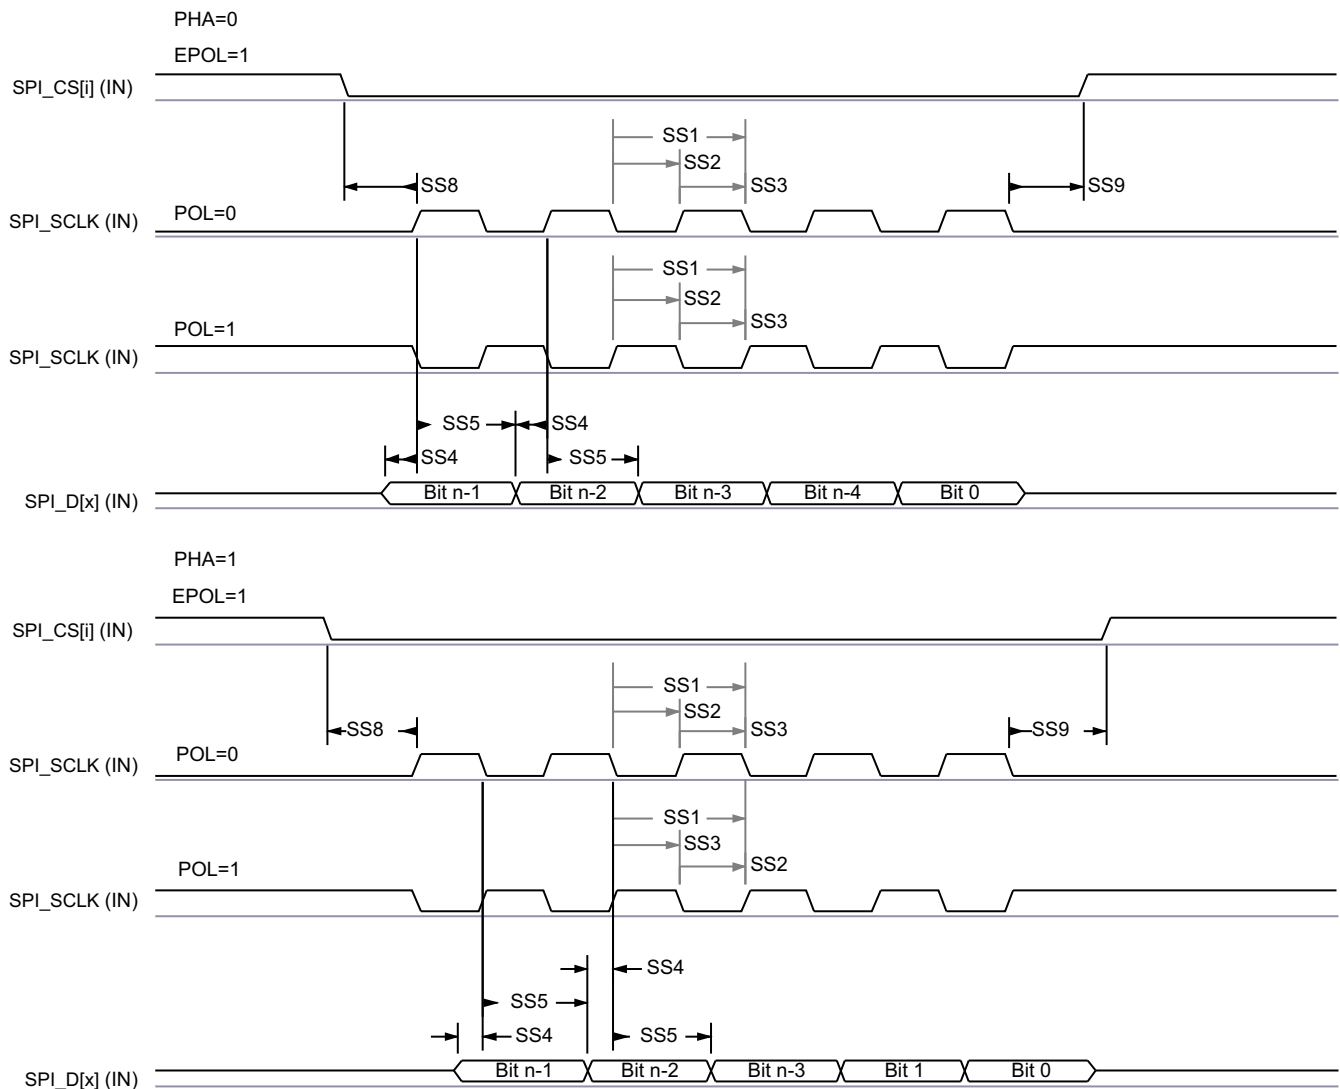 PHA=0
EPOL=1
SPI_CS[i] (IN)
SS1
SS2
SS8
SS3
SS9
POL=0
SPI_SCLK (IN)
SS1
SS2
SS3
POL=1
SPI_SCLK (IN)
SS5
SS4
SS4
SS5
SPI_D[x] (IN)
Bit n-1
Bit n-2
Bit n-3
Bit n-4
Bit 0
PHA=1
EPOL=1
SPI_CS[i] (IN)
SS1
SS2
SS8
SS3
SS9
POL=0
SPI_SCLK (IN)
SS1
SS3
SS2
POL=1
SPI_SCLK (IN)
SS4
SS5
SS4
SS5
SPI_D[x] (IN)
Bit n-1
Bit n-2
Bit n-3
Bit 1
Bit 0